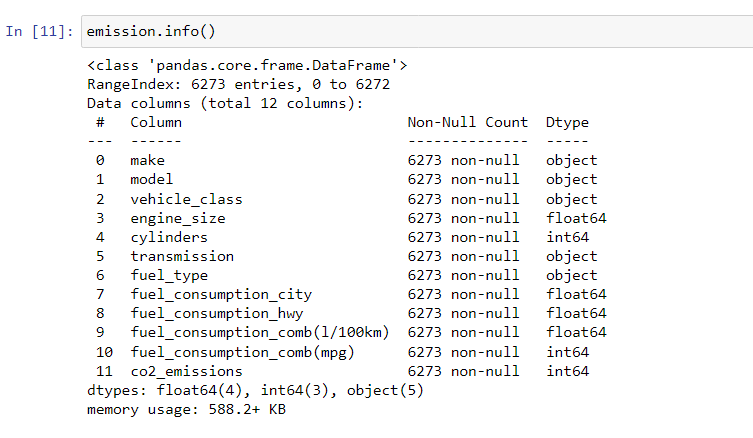 In [11]: emission.info()
<class 'pandas.core.frame.DataFrame'>
RangeIndex: 6273 entries, 0 to 6272
Data columns (total 12 columns):
 #   Column                       Non-Null Count  Dtype
---  ------                       --------------  -----
 0   make                         6273 non-null   object
 1   model                        6273 non-null   object
 2   vehicle_class                6273 non-null   object
 3   engine_size                  6273 non-null   float64
 4   cylinders                    6273 non-null   int64
 5   transmission                 6273 non-null   object
 6   fuel_type                    6273 non-null   object
 7   fuel_consumption_city        6273 non-null   float64
 8   fuel_consumption_hwy         6273 non-null   float64
 9   fuel_consumption_comb(l/100km)  6273 non-null   float64
 10  fuel_consumption_comb(mpg)   6273 non-null   int64
 11  co2_emissions                6273 non-null   int64
dtypes: float64(4), int64(3), object(5)
memory usage: 588.2+ KB